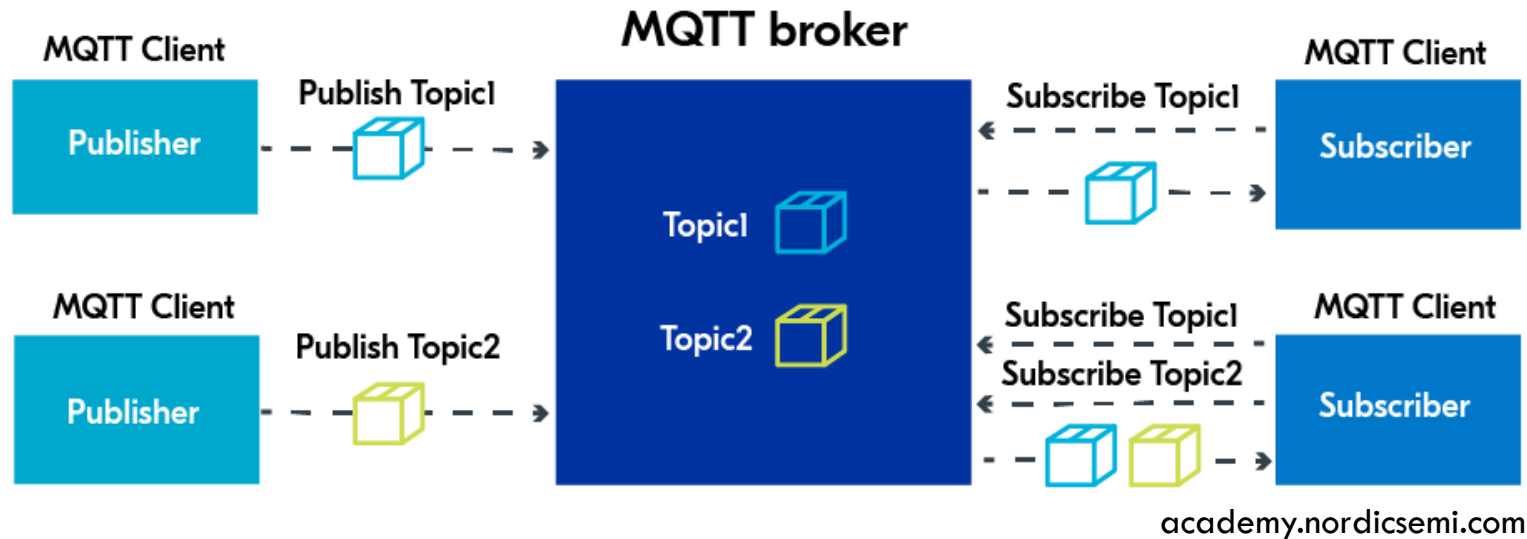 MQTT broker
MQTT Client
Publisher
Publish Topic1
MQTT Client
Publisher
Publish Topic2
Topic1
Topic2
Subscribe Topic1
MQTT Client
Subscriber
Subscribe Topic1
Subscribe Topic2
MQTT Client
Subscriber
academy.nordicsemi.com